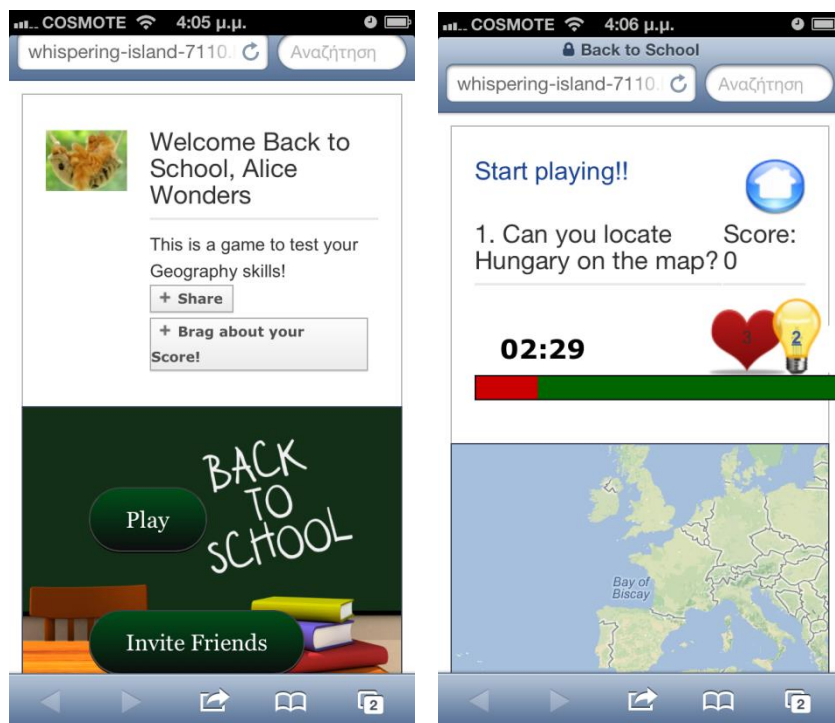 COSMOTE 4:05 μ.μ.
whispering-island-7110. Αναζήτηση
Welcome Back to
School, Alice
Wonders
This is a game to test your
Geography skills!
+ Share
+ Brag about your
Score!
BACK
TO
SCHOOL
Play
Invite Friends
2
COSMOTE 4:06 μ.μ.
Back to School
whispering-island-7110. Αναζήτηση
Start playing!!
1. Can you locate Score:
Hungary on the map? 0
3 2
02:29
Bay of
Biscay
2